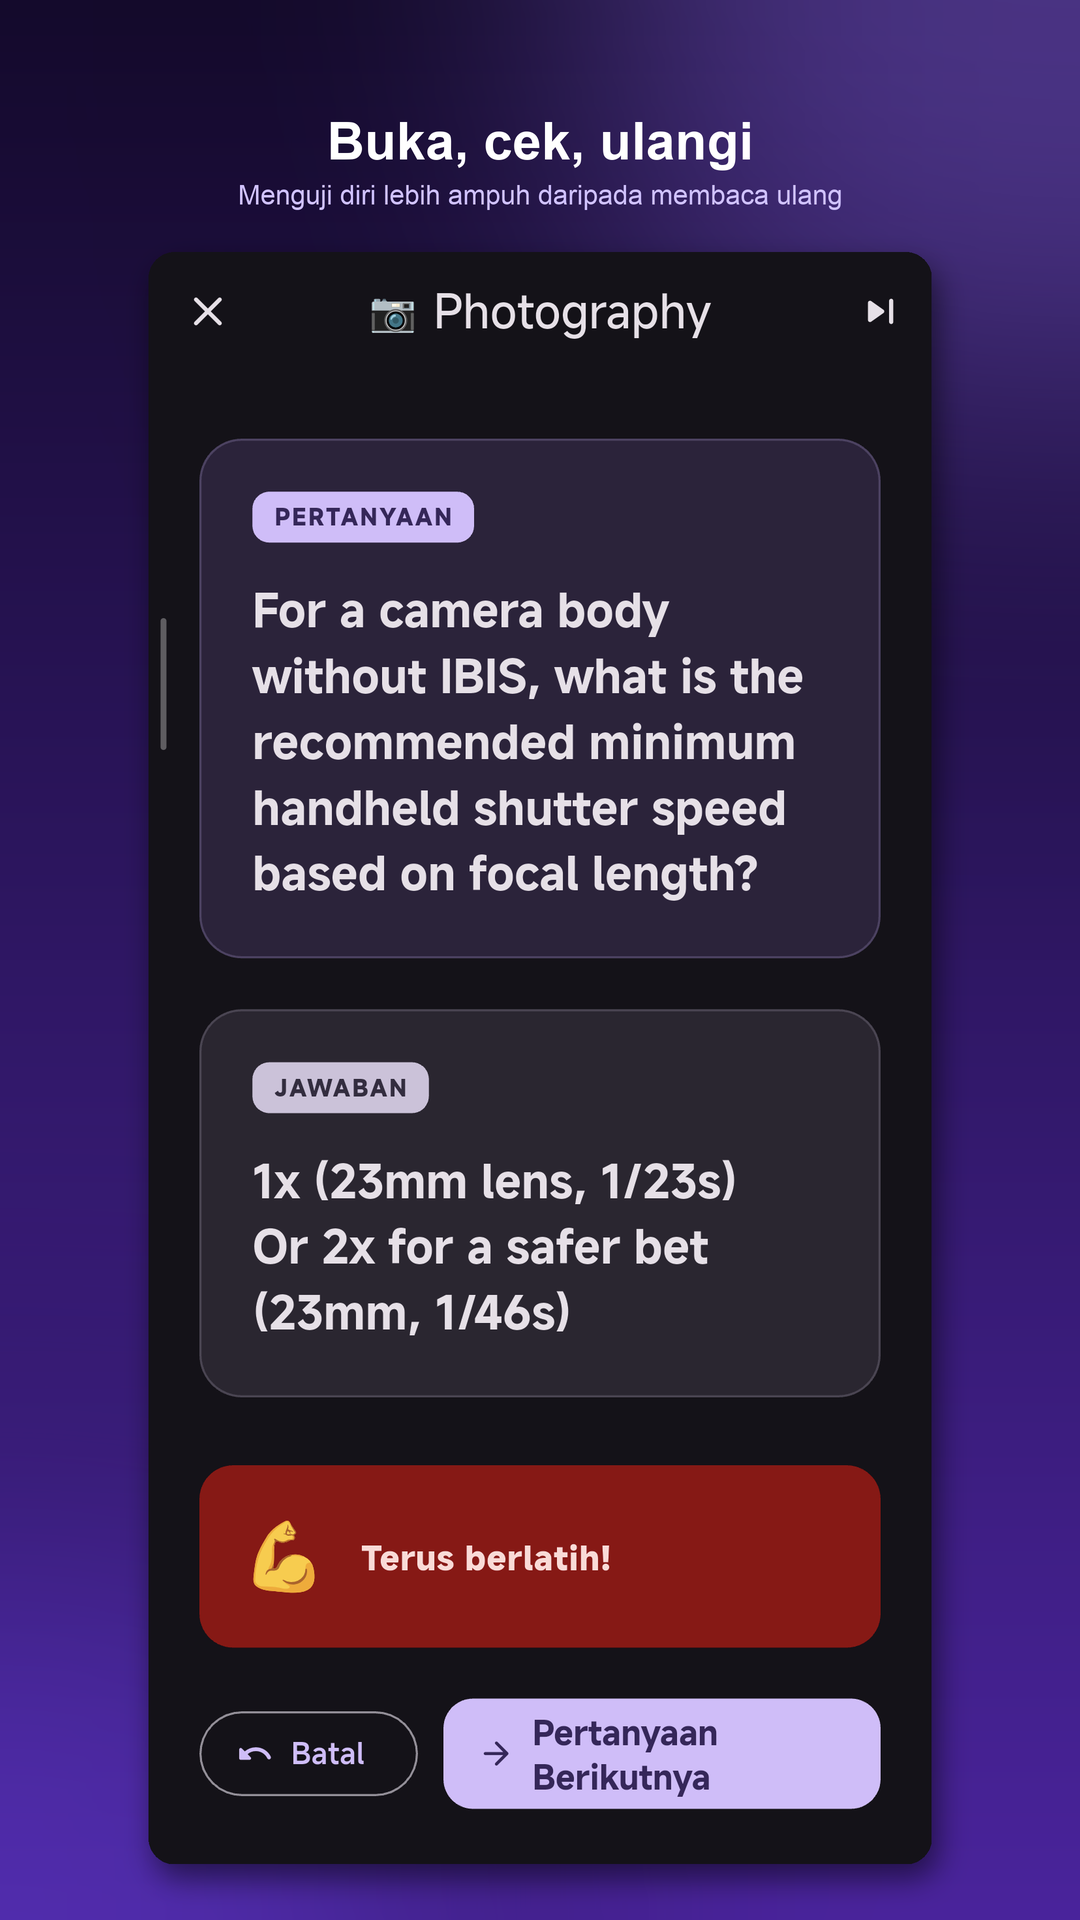 Buka, cek, ulangi
Menguji diri lebih ampuh daripada membaca ulang
Photography
PERTANYAAN
For a camera body
without IBIS, what is the
recommended minimum
handheld shutter speed
based on focal length?
JAWABAN
1x (23mm lens, 1/23s)
Or 2x for a safer bet
(23mm, 1/46s)
Terus berlatih!
Batal
Pertanyaan
Berikutnya